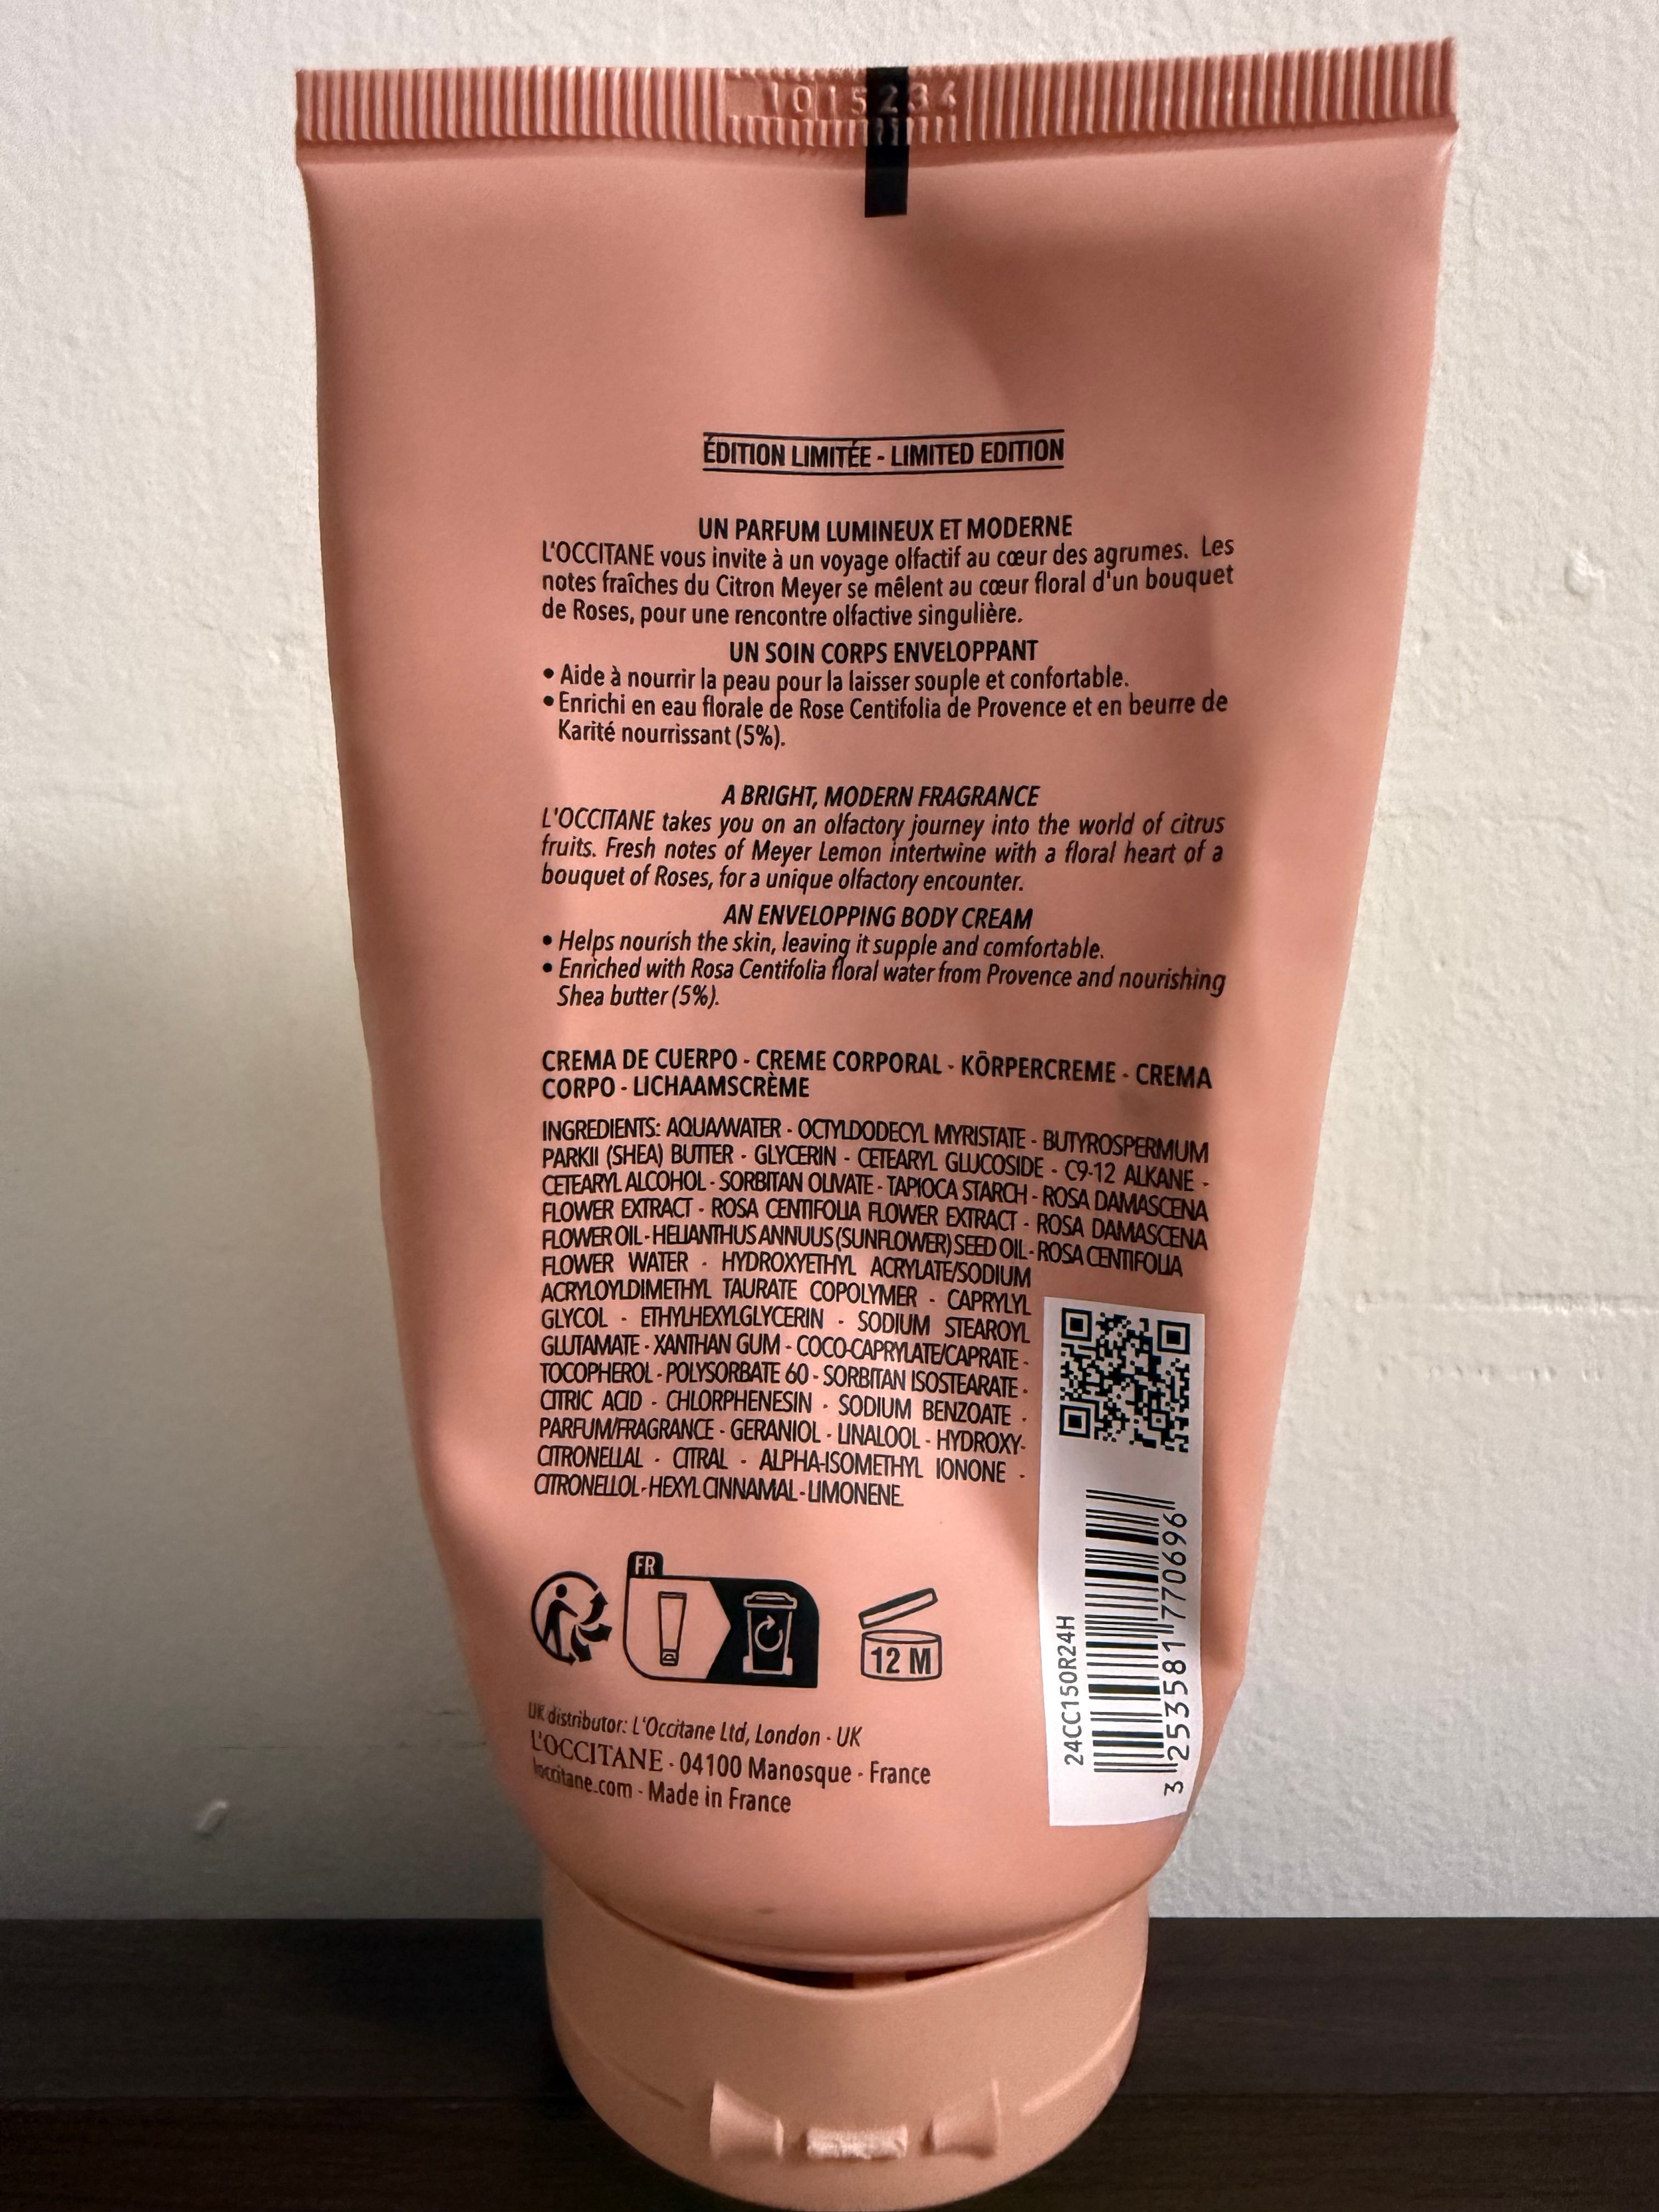 1015234
ÉDITION LIMITÉE - LIMITED EDITION
UN PARFUM LUMINEUX ET MODERNE
L'OCCITANE vous invite à un voyage olfactif au cœur des agrumes. Les
notes fraîches du Citron Meyer se mêlent au cœur floral d'un bouquet
de Roses, pour une rencontre olfactive singulière.
UN SOIN CORPS ENVELOPPANT
• Aide à nourrir la peau pour la laisser souple et confortable.
• Enrichi en eau florale de Rose Centifolia de Provence et en beurre de
Karité nourrissant (5%).
A BRIGHT, MODERN FRAGRANCE
L'OCCITANE takes you on an olfactory journey into the world of citrus
fruits. Fresh notes of Meyer Lemon intertwine with a floral heart of a
bouquet of Roses, for a unique olfactory encounter.
AN ENVELOPPING BODY CREAM
• Helps nourish the skin, leaving it supple and comfortable.
• Enriched with Rosa Centifolia floral water from Provence and nourishing
Shea butter (5%).
CREMA DE CUERPO - CREME CORPORAL - KÖRPERCREME - CREMA
CORPO - LICHAAMSCRÈME
INGREDIENTS: AQUA/WATER - OCTYLDODECYL MYRISTATE - BUTYROSPERMUM
PARKII (SHEA) BUTTER - GLYCERIN - CETEARYL GLUCOSIDE - C9-12 ALKANE -
CETEARYL ALCOHOL - SORBITAN OLIVATE - TAPIOCA STARCH - ROSA DAMASCENA
FLOWER EXTRACT - ROSA CENTIFOLIA FLOWER EXTRACT - ROSA DAMASCENA
FLOWER OIL - HELIANTHUS ANNUUS (SUNFLOWER) SEED OIL - ROSA CENTIFOLIA
FLOWER WATER - HYDROXYETHYL ACRYLATE/SODIUM
ACRYLOYLDIMETHYL TAURATE COPOLYMER - CAPRYLYL
GLYCOL - ETHYLHEXYLGLYCERIN - SODIUM STEAROYL
GLUTAMATE - XANTHAN GUM - COCO-CAPRYLATE/CAPRATE -
TOCOPHEROL - POLYSORBATE 60 - SORBITAN ISOSTEARATE -
CITRIC ACID - CHLORPHENESIN - SODIUM BENZOATE -
PARFUM/FRAGRANCE - GERANIOL - LINALOOL - HYDROXY-
CITRONELLAL - CITRAL - ALPHA-ISOMETHYL IONONE -
CITRONELLOL - HEXYL CINNAMAL - LIMONENE.
FR
12 M
24CC150R24H
3 253581 770696
UK distributor: L'Occitane Ltd, London - UK
L'OCCITANE - 04100 Manosque - France
loccitane.com - Made in France